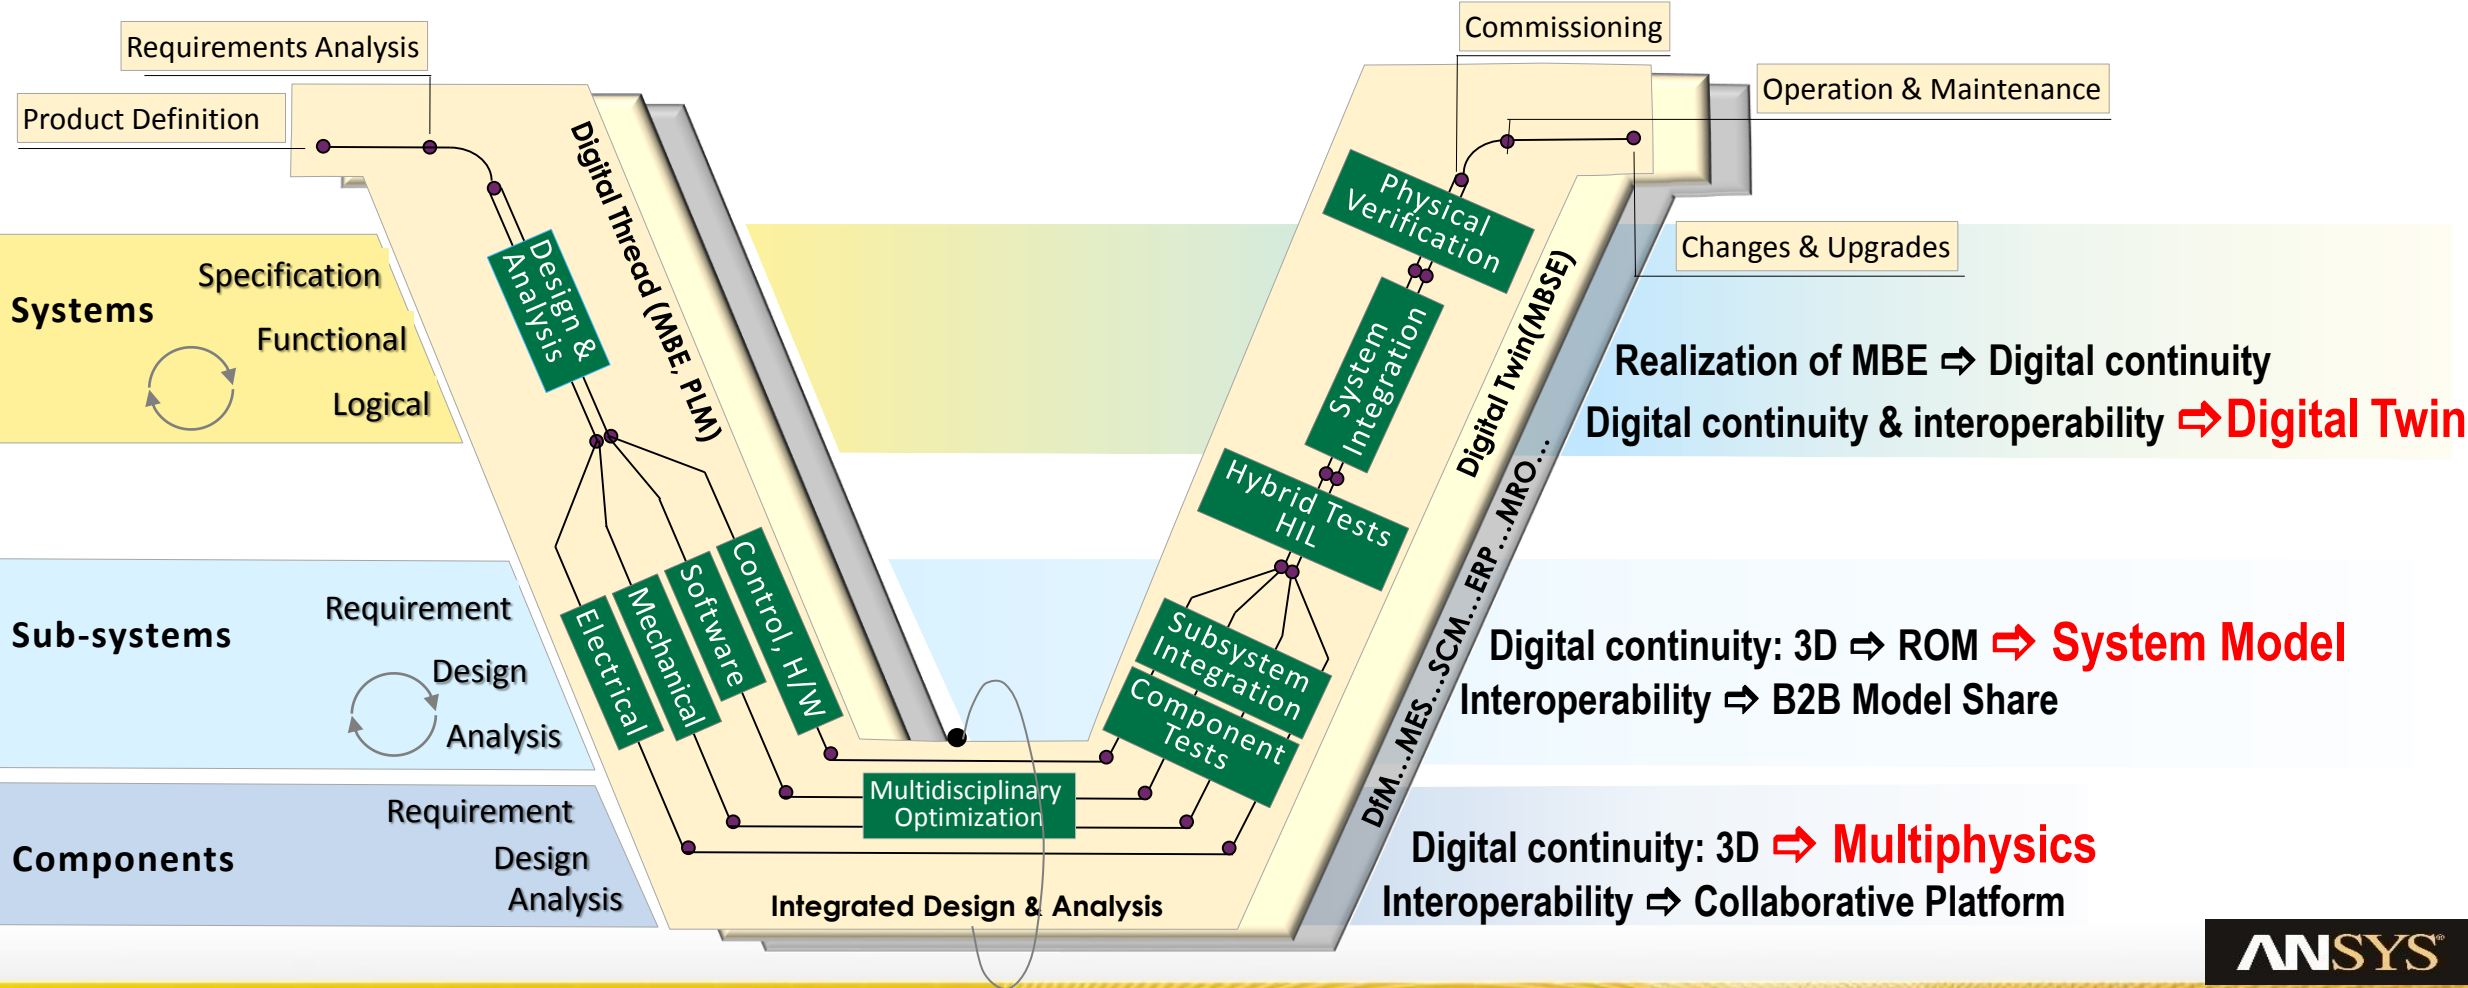 Requirements Analysis
Product Definition
Commissioning
Operation & Maintenance
Changes & Upgrades
Systems
Specification
Functional
Logical
Sub-systems
Requirement
Design
Analysis
Components
Requirement
Design
Analysis
Design &
Analysis
Digital Thread (MBE, PLM)
Electrical
Mechanical
Software
Control, H/W
Multidisciplinary
Optimization
Integrated Design & Analysis
Component
Tests
Subsystem
Integration
Hybrid Tests
HIL
System
Integration
Physical
Verification
Digital Twin(MBSE)
DfM...MES...SCM...ERP...MRO...
Realization of MBE ⇨ Digital continuity
Digital continuity & interoperability ⇨Digital Twin
Digital continuity: 3D ⇨ ROM ⇨ System Model
Interoperability ⇨ B2B Model Share
Digital continuity: 3D ⇨ Multiphysics
Interoperability ⇨ Collaborative Platform
ANSYS®